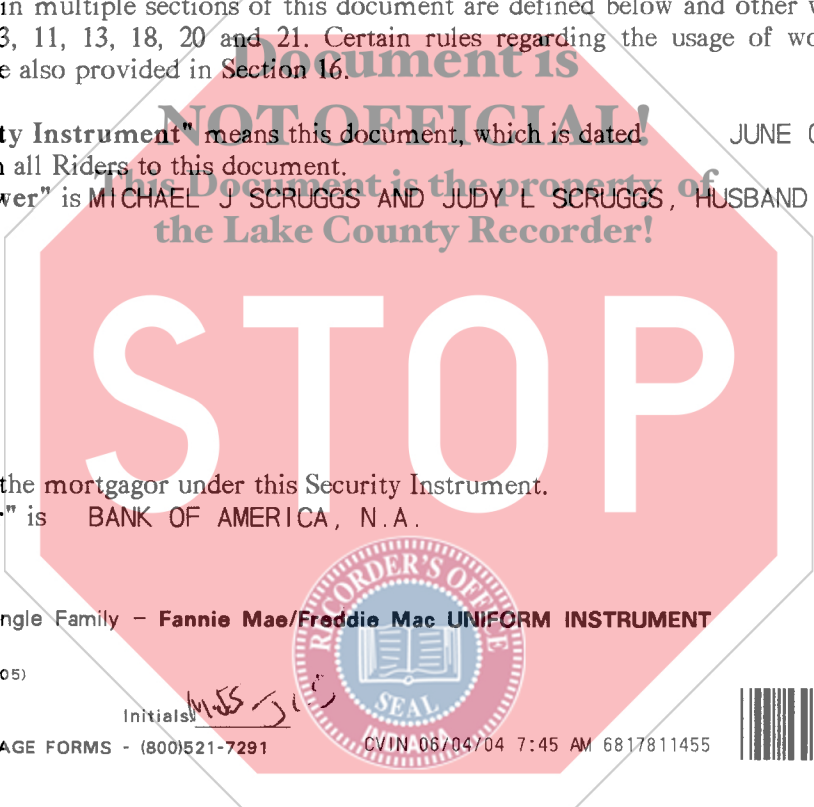 in multiple sections of this document are defined below and other w
3, 11, 13, 18, 20 and 21. Certain rules regarding the usage of wo
e also provided in Section 16.
Document is
NOT OFFICIAL!
ty Instrument" means this document, which is dated JUNE 0
n all Riders to this document.
This Document is the property of
wer" is MICHAEL J SCRUGGS AND JUDY L SCRUGGS, HUSBAND
the Lake County Recorder!
STOP
the mortgagor under this Security Instrument.
r" is BANK OF AMERICA, N.A.
RECORDER'S OFFICE
ngle Family – Fannie Mae/Freddie Mac UNIFORM INSTRUMENT
05)
SEAL
Initials
AGE FORMS - (800)521-7291
CVIN 06/04/04 7:45 AM 6817811455